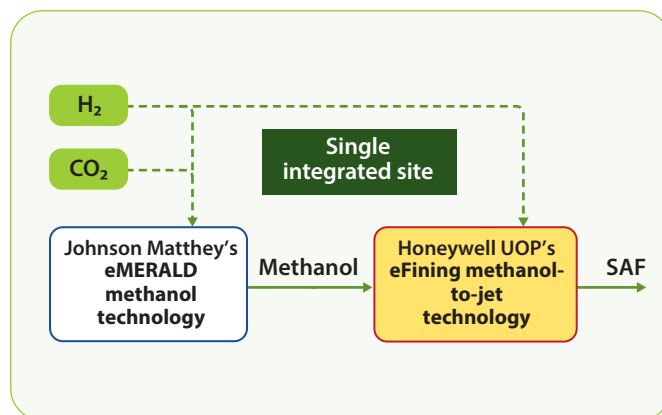 H₂
CO₂
Single
integrated site
Johnson Matthey's
eMERALD
methanol
technology
Methanol
Honeywell UOP's
eFining methanol-
to-jet
technology
SAF